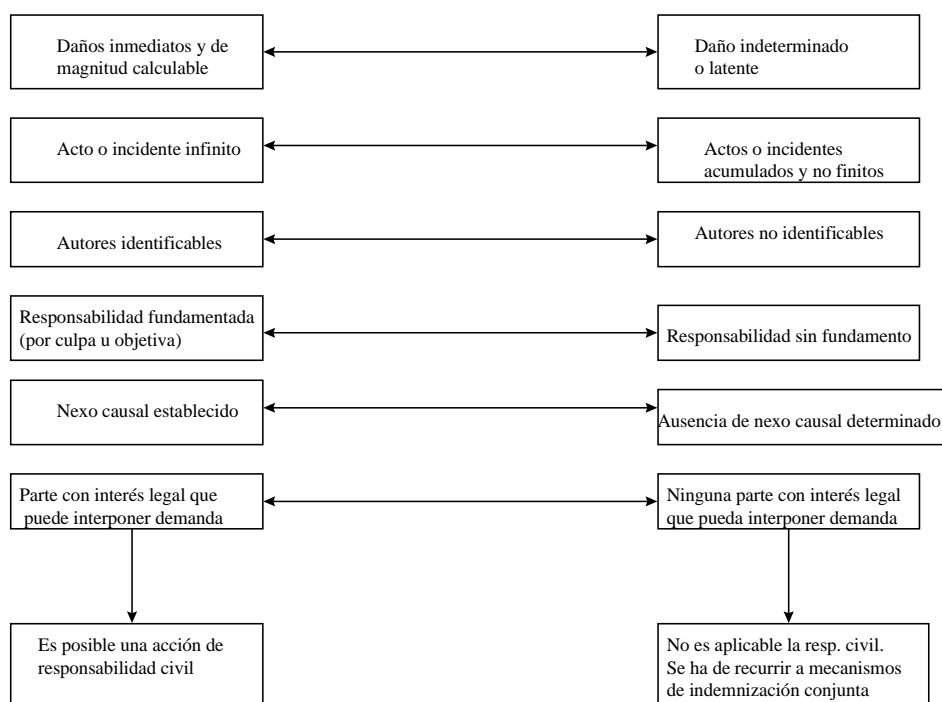 Daños inmediatos y de
magnitud calculable
Daño indeterminado
o latente
Acto o incidente infinito
Actos o incidentes
acumulados y no finitos
Autores identificables
Autores no identificables
Responsabilidad fundamentada
(por culpa u objetiva)
Responsabilidad sin fundamento
Nexo causal establecido
Ausencia de nexo causal determinado
Parte con interés legal que
puede interponer demanda
Ninguna parte con interés legal
que pueda interponer demanda
Es posible una acción de
responsabilidad civil
No es aplicable la resp. civil.
Se ha de recurrir a mecanismos
de indemnización conjunta